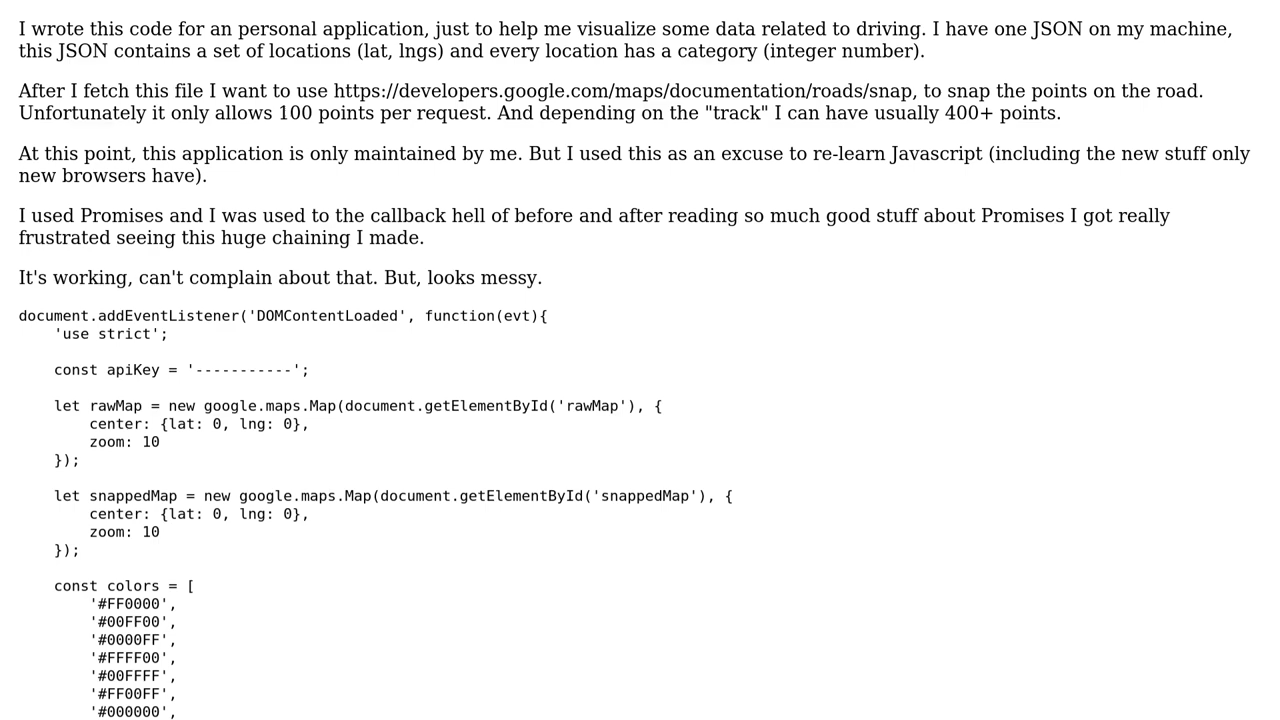 I wrote this code for an personal application, just to help me visualize some data related to driving. I have one JSON on my machine,
this JSON contains a set of locations (lat, lngs) and every location has a category (integer number).
After I fetch this file I want to use https://developers.google.com/maps/documentation/roads/snap, to snap the points on the road.
Unfortunately it only allows 100 points per request. And depending on the "track" I can have usually 400+ points.
At this point, this application is only maintained by me. But I used this as an excuse to re-learn Javascript (including the new stuff only
new browsers have).
I used Promises and I was used to the callback hell of before and after reading so much good stuff about Promises I got really
frustrated seeing this huge chaining I made.
It's working, can't complain about that. But, looks messy.
document.addEventListener('DOMContentLoaded', function(evt){
    'use strict';
    const apiKey = '-----------';
    let rawMap = new google.maps.Map(document.getElementById('rawMap'), {
        center: {lat: 0, lng: 0},
        zoom: 10
    });
    let snappedMap = new google.maps.Map(document.getElementById('snappedMap'), {
        center: {lat: 0, lng: 0},
        zoom: 10
    });
    const colors = [
        '#FF0000',
        '#00FF00',
        '#0000FF',
        '#FFFF00',
        '#00FFFF',
        '#FF00FF',
        '#000000',